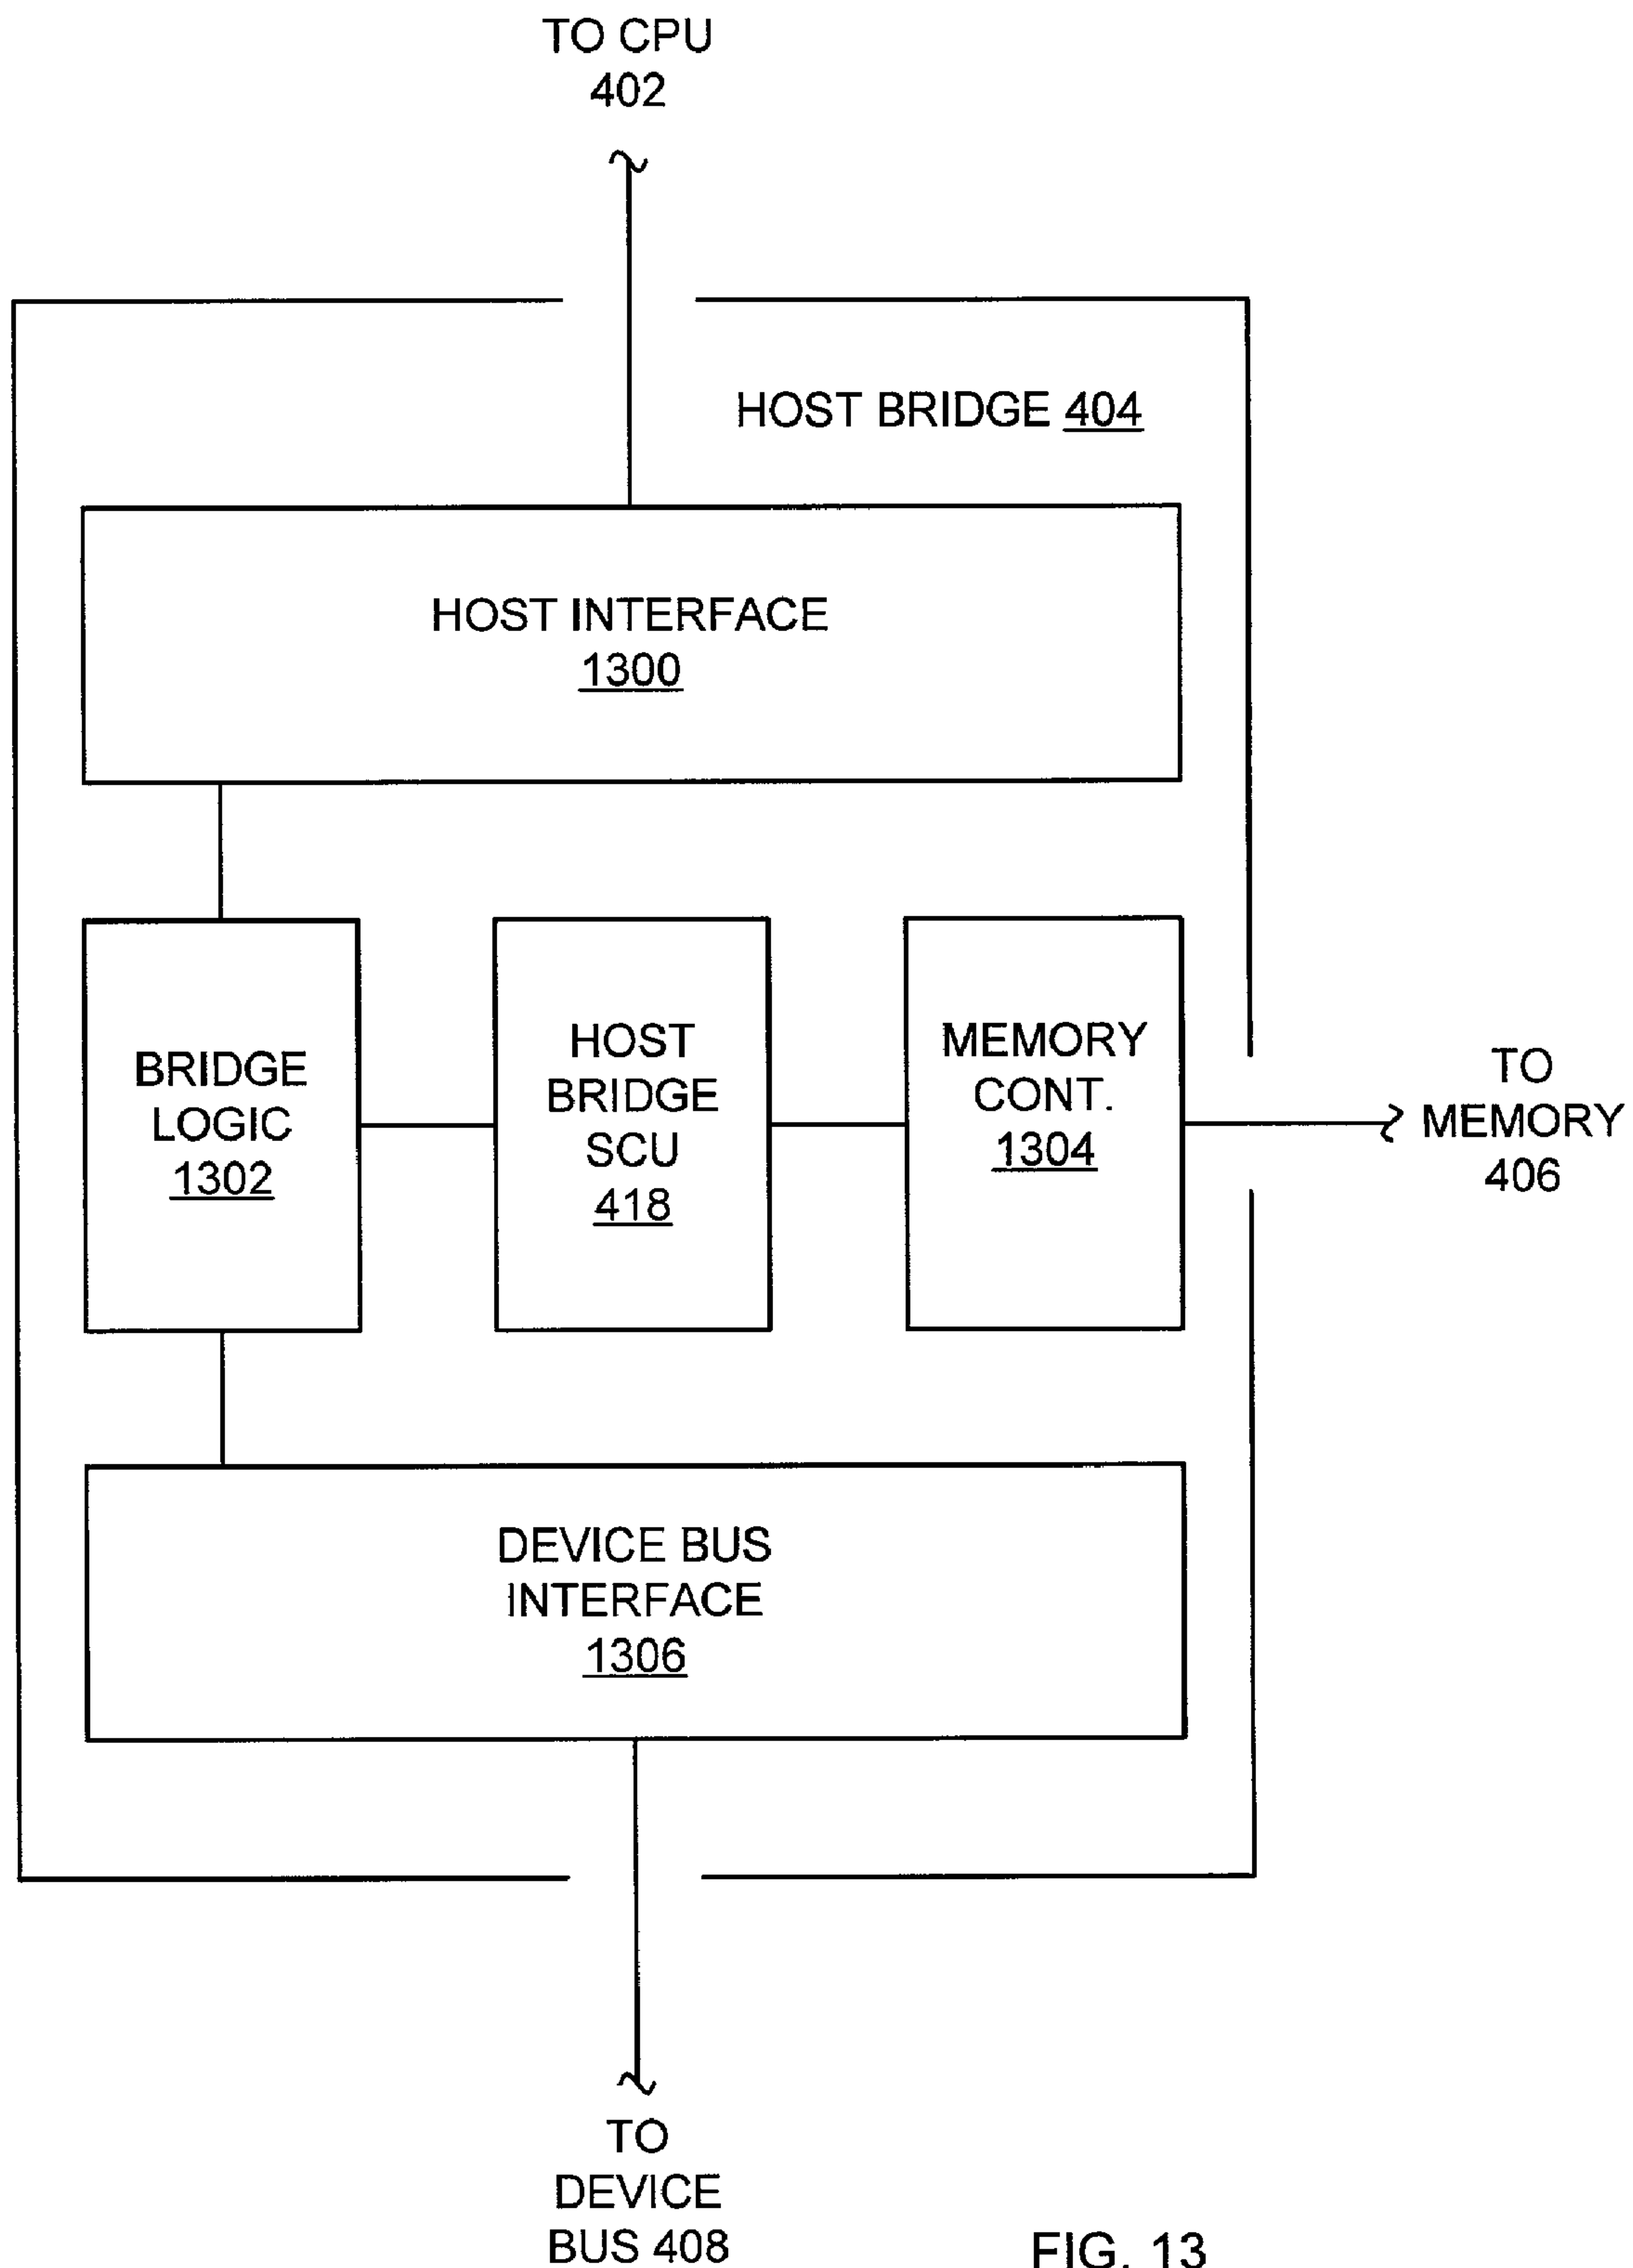 TO CPU
402
HOST BRIDGE 404
HOST INTERFACE
1300
BRIDGE
LOGIC
1302
HOST
BRIDGE
SCU
418
MEMORY
CONT.
1304
TO
MEMORY
406
DEVICE BUS
INTERFACE
1306
TO
DEVICE
BUS 408
FIG. 13